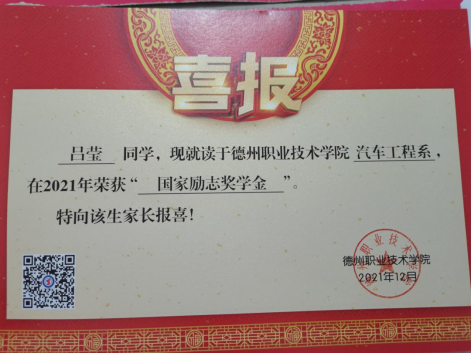 喜报
吕莹 同学，现就读于德州职业技术学院 汽车工程系，
在2021年荣获“ 国家励志奖学金 ”。
特向该生家长报喜！
德州职业技术学院
2021年12月